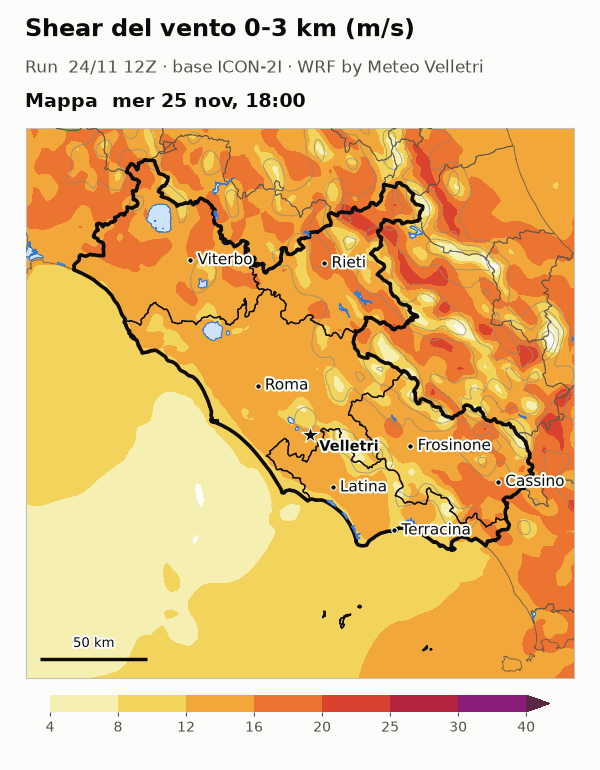 Shear del vento 0-3 km (m/s)
Run  24/11 12Z · base ICON-2I · WRF by Meteo Velletri
Mappa  mer 25 nov, 18:00
Viterbo
Rieti
Roma
Velletri
Frosinone
Latina
Cassino
Terracina
50 km
4 8 12 16 20 25 30 40